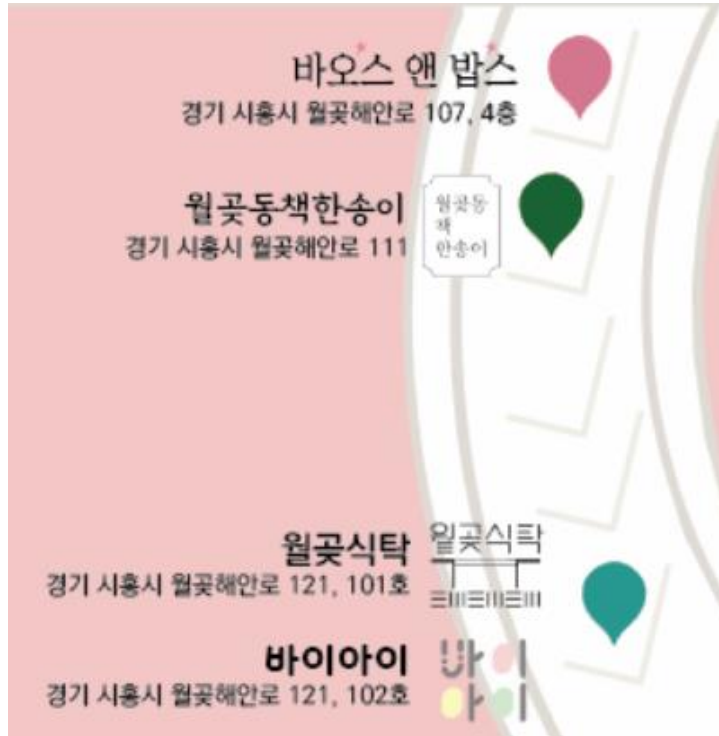 바오스 앤 밥스
경기 시흥시 월곶해안로 107, 4층
월곶동책한송이
경기 시흥시 월곶해안로 111
월곶동
책
한송이
월곶식탁
경기 시흥시 월곶해안로 121, 101호
월곶식탁
바이아이
경기 시흥시 월곶해안로 121, 102호
바이
아이